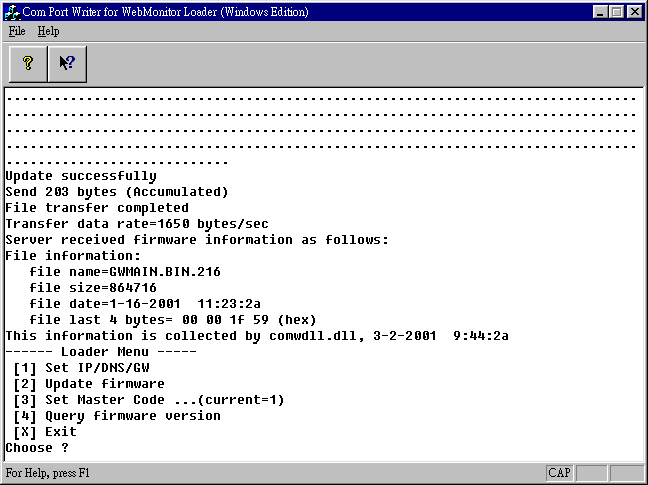 Com Port Writer for WebMonitor Loader (Windows Edition)
File Help
...............................................................................
...............................................................................
...............................................................................
...............................................................................
............................
Update successfully
Send 203 bytes (Accumulated)
File transfer completed
Transfer data rate=1650 bytes/sec
Server received firmware information as follows:
File information:
   file name=GWMAIN.BIN.216
   file size=864716
   file date=1-16-2001  11:23:2a
   file last 4 bytes= 00 00 1f 59 (hex)
This information is collected by comwdll.dll, 3-2-2001  9:44:2a
------ Loader Menu -----
 [1] Set IP/DNS/GW
 [2] Update firmware
 [3] Set Master Code ...(current=1)
 [4] Query firmware version
 [X] Exit
Choose ?
For Help, press F1 CAP